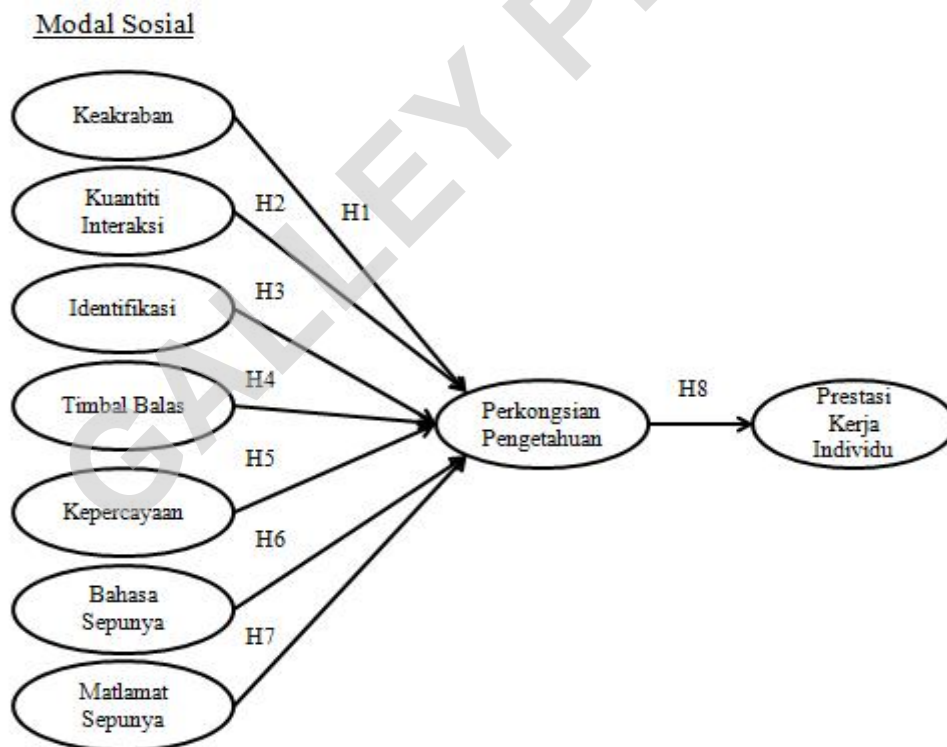 Modal Sosial
Keakraban
Kuantiti
Interaksi
Identifikasi
Timbal Balas
Kepercayaan
Bahasa
Sepunya
Matlamat
Sepunya
H1
H2
H3
H4
H5
H6
H7
Perkongsian
Pengetahuan
H8
Prestasi
Kerja
Individu
GALLEY P